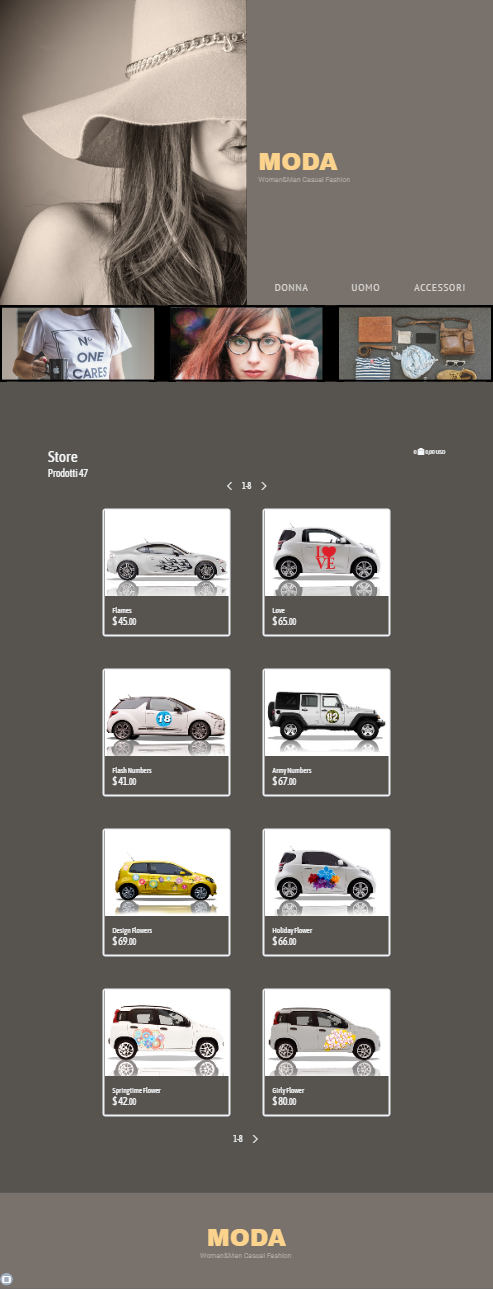 MODA
Woman&Man Casual Fashion
DONNA UOMO ACCESSORI
N°
ONE
CARES
Store
0 0,00 USD
Prodotti 47
1-8
LOVE
Flames
$ 45.00
Love
$ 65.00
18
82
Flash Numbers
$ 41.00
Army Numbers
$ 67.00
Design Flowers
$ 69.00
Holiday Flower
$ 66.00
Springtime Flower
$ 42.00
Girly Flower
$ 80.00
1-8
MODA
Woman&Man Casual Fashion